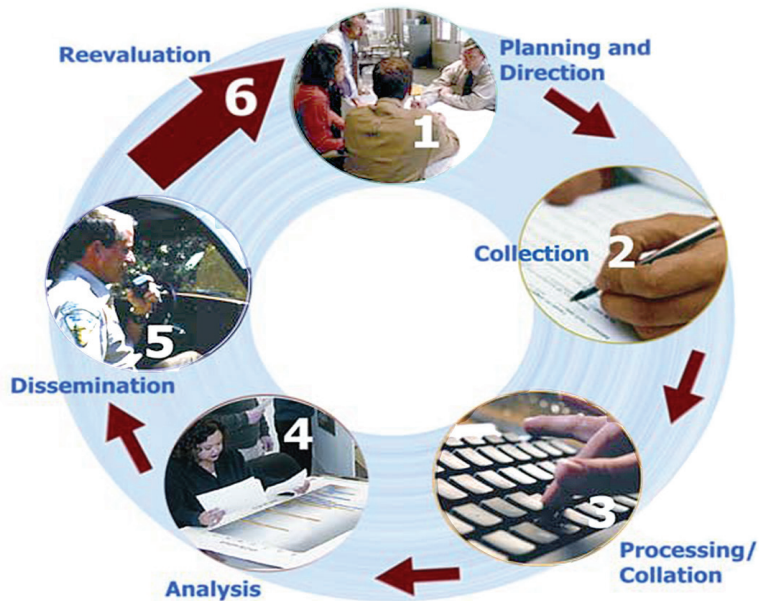 Reevaluation
6
1
Planning and
Direction
Collection
2
3
Processing/
Collation
4
Analysis
5
Dissemination